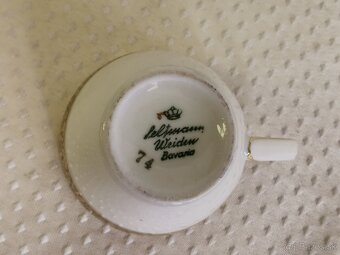 Seltmann
Weiden
Bavaria
74